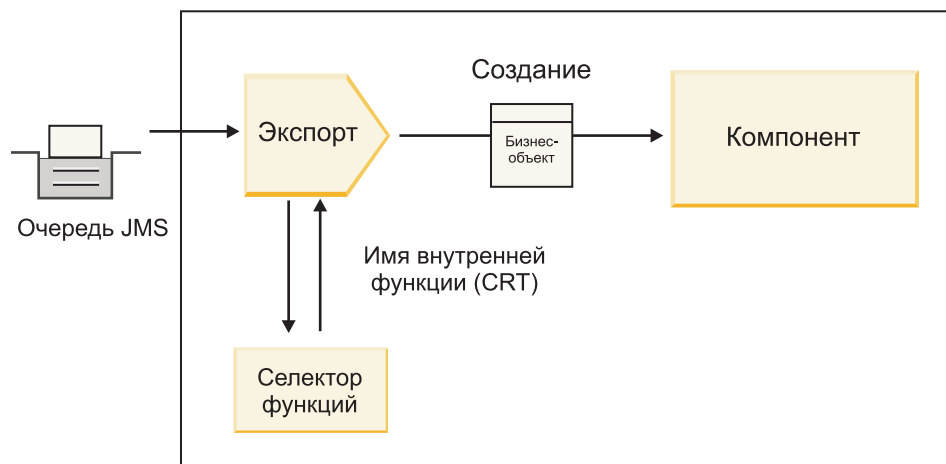 Создание
Экспорт
Бизнес-
объект
Компонент
Очередь JMS
Имя внутренней
функции (CRT)
Селектор
функций